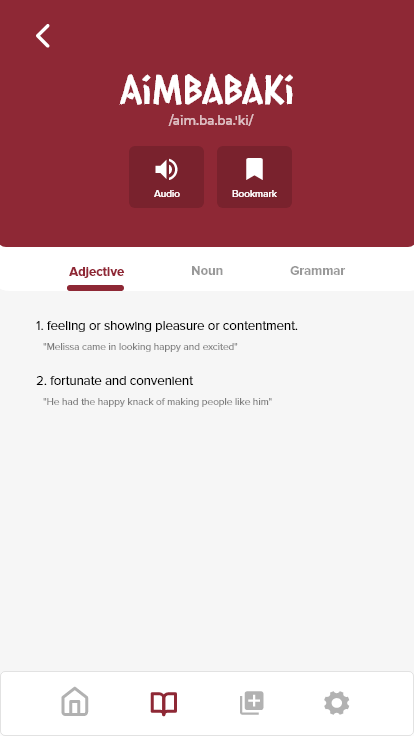 AiMBABAKi
/aim.ba.ba.'ki/
Audio
Bookmark
Adjective
Noun
Grammar
1. feeling or showing pleasure or contentment.
"Melissa came in looking happy and excited"
2. fortunate and convenient
"He had the happy knack of making people like him"